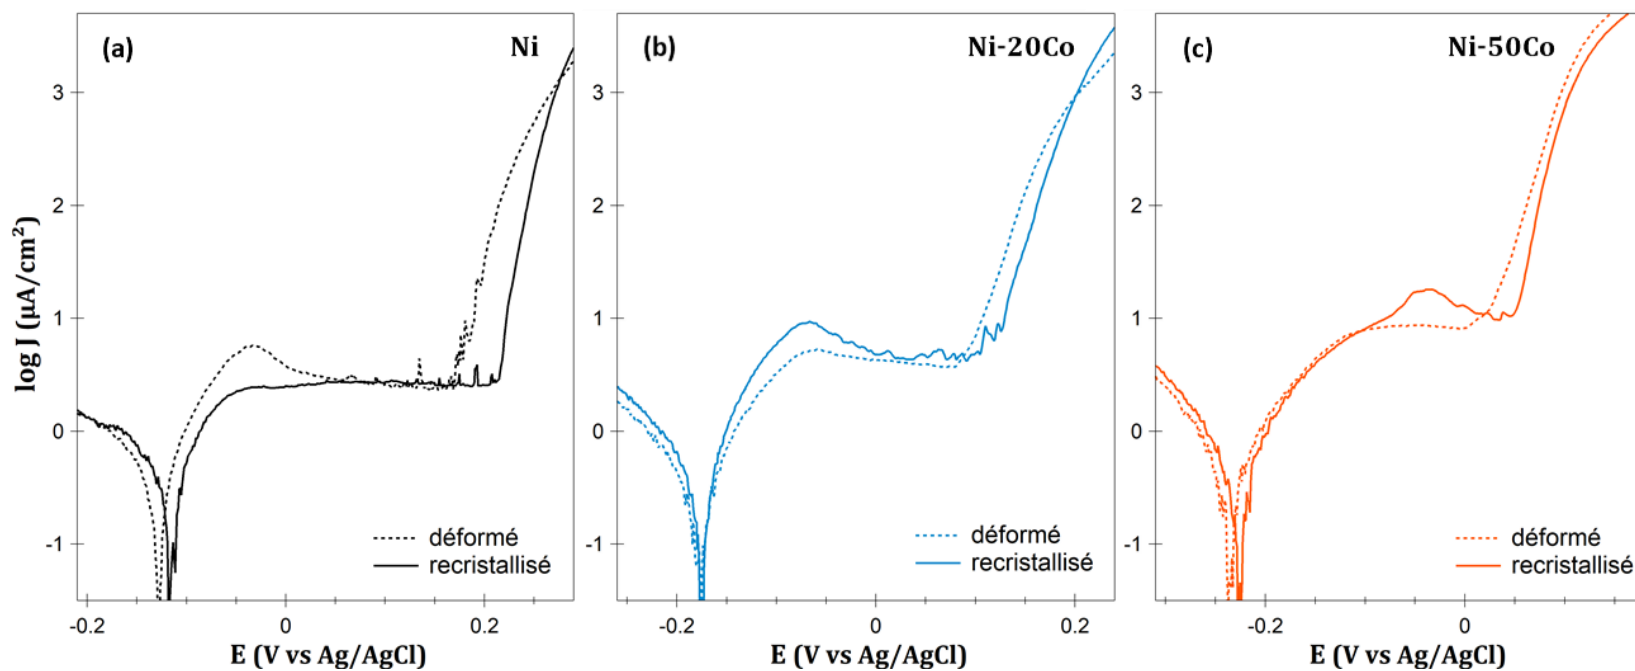 (a)
Ni
(b)
Ni-20Co
(c)
Ni-50Co
log J (µA/cm²)
3
2
1
0
-1
déformé
recristallisé
-0.2
0
0.2
E (V vs Ag/AgCl)
3
2
1
0
-1
déformé
recristallisé
-0.2
0
0.2
E (V vs Ag/AgCl)
3
2
1
0
-1
déformé
recristallisé
-0.2
0
E (V vs Ag/AgCl)